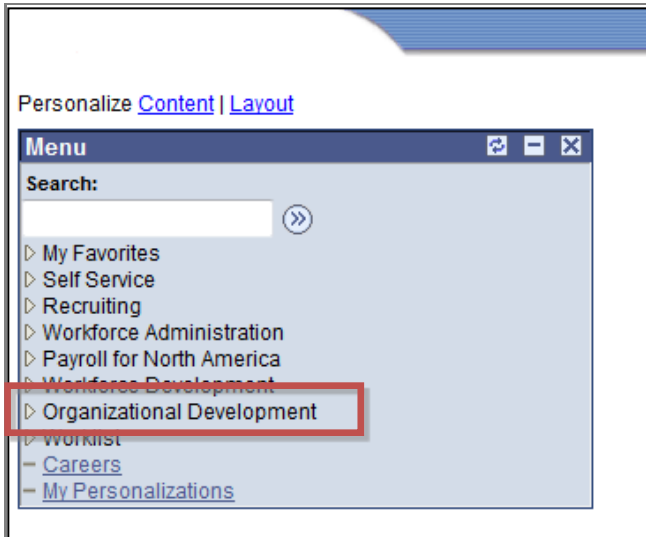 Personalize Content | Layout
Menu
Search:
My Favorites
Self Service
Recruiting
Workforce Administration
Payroll for North America
Workforce Development
Organizational Development
Worklist
Careers
My Personalizations